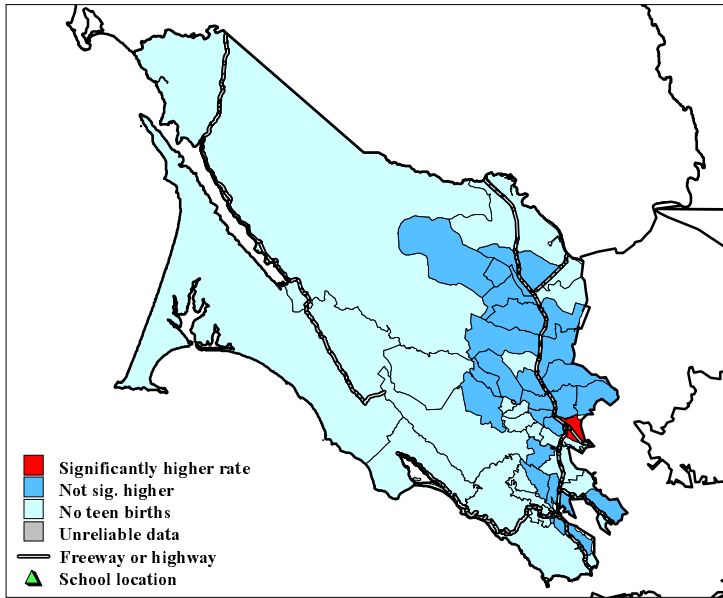 Significantly higher rate
Not sig. higher
No teen births
Unreliable data
Freeway or highway
School location